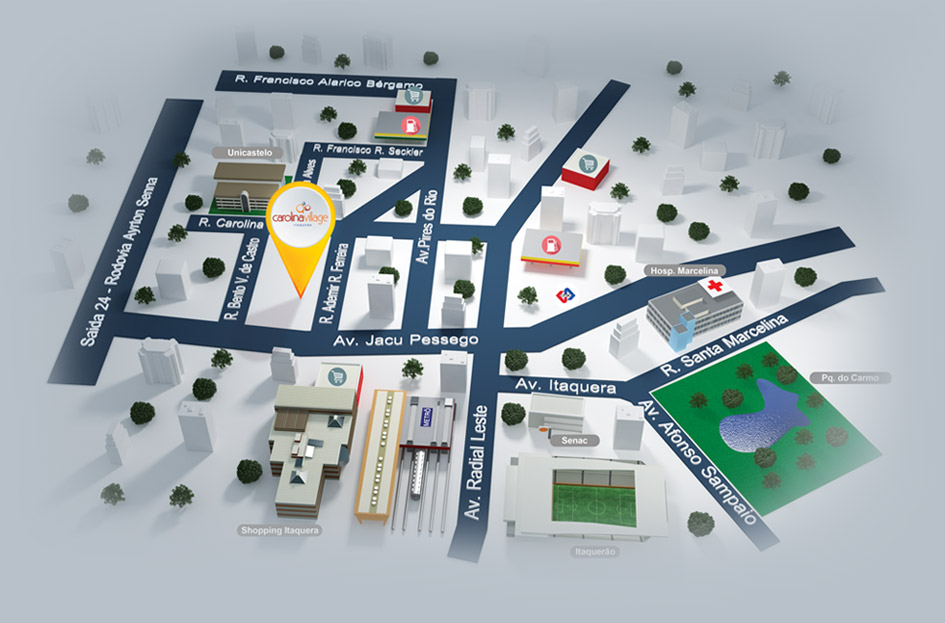 R. Francisco Alarico Bérgamo
R. Francisco R. Seckler
Unicastelo
Alves
Saída 24 - Rodovia Ayrton Senna
carolina village
R. Carolina
R. Bento V. de Castro
R. Ademir R. Ferreira
Av. Pires do Rio
Hosp. Marcelina
Av. Jacu Pessego
R. Santa Marcelina
Av. Itaquera
Pq. do Carmo
Av. Afonso Sampaio
METRÔ
Av. Radial Leste
Senac
Shopping Itaquera
Itaquerão